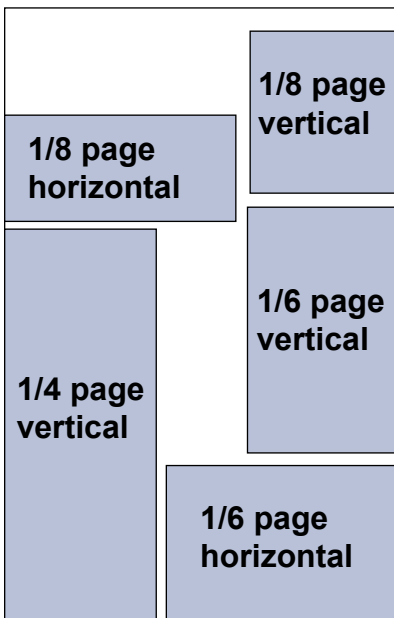 1/8 page
vertical
1/8 page
horizontal
1/6 page
vertical
1/4 page
vertical
1/6 page
horizontal